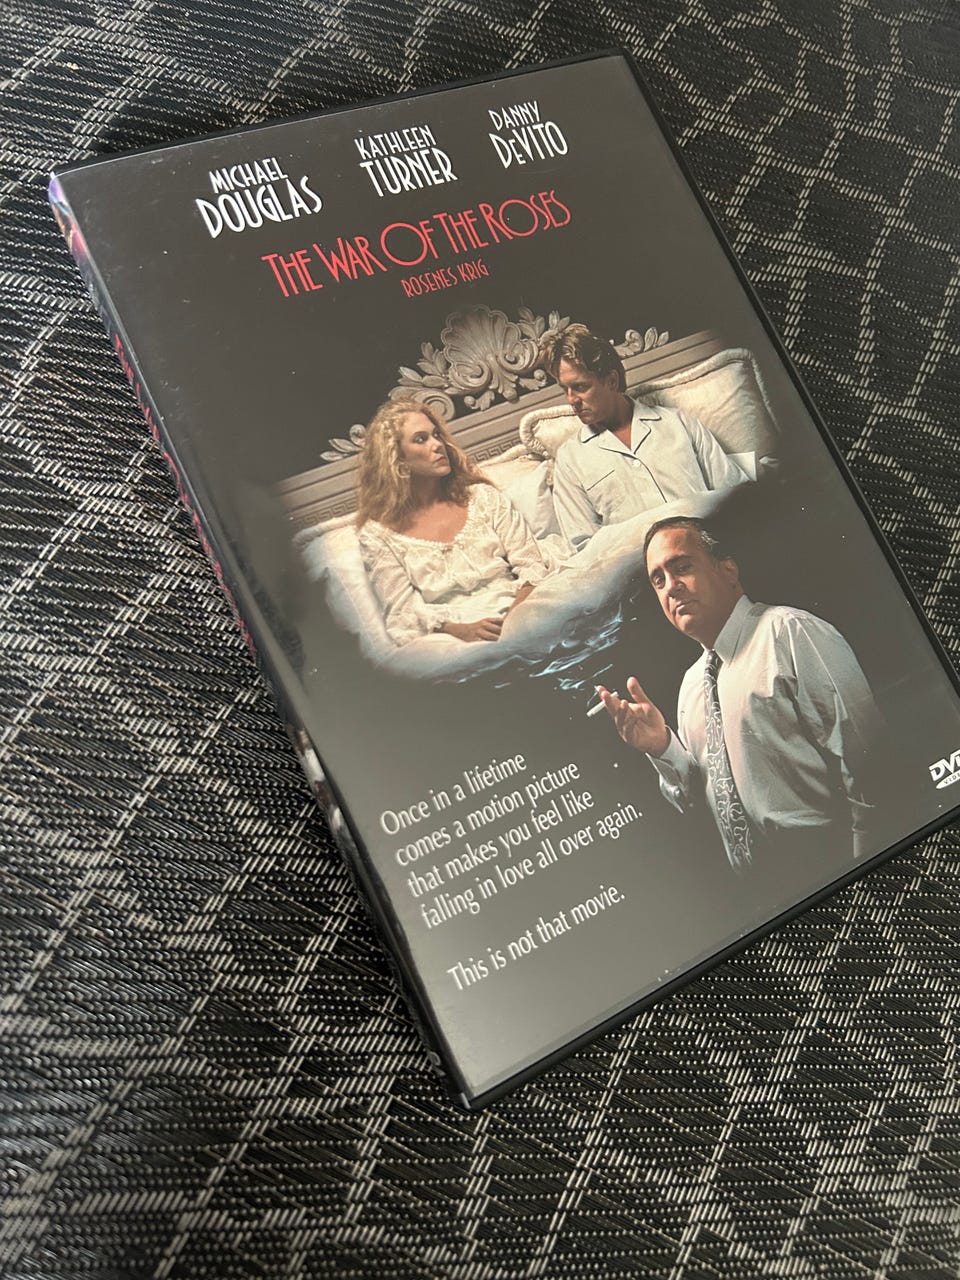 MICHAEL
DOUGLAS
KATHLEEN
TURNER
DANNY
DEVITO
THE WAR OF THE ROSES
ROSENES KRIG
Once in a lifetime
comes a motion picture
that makes you feel like
falling in love all over again.
This is not that movie.
DVD
VIDEO